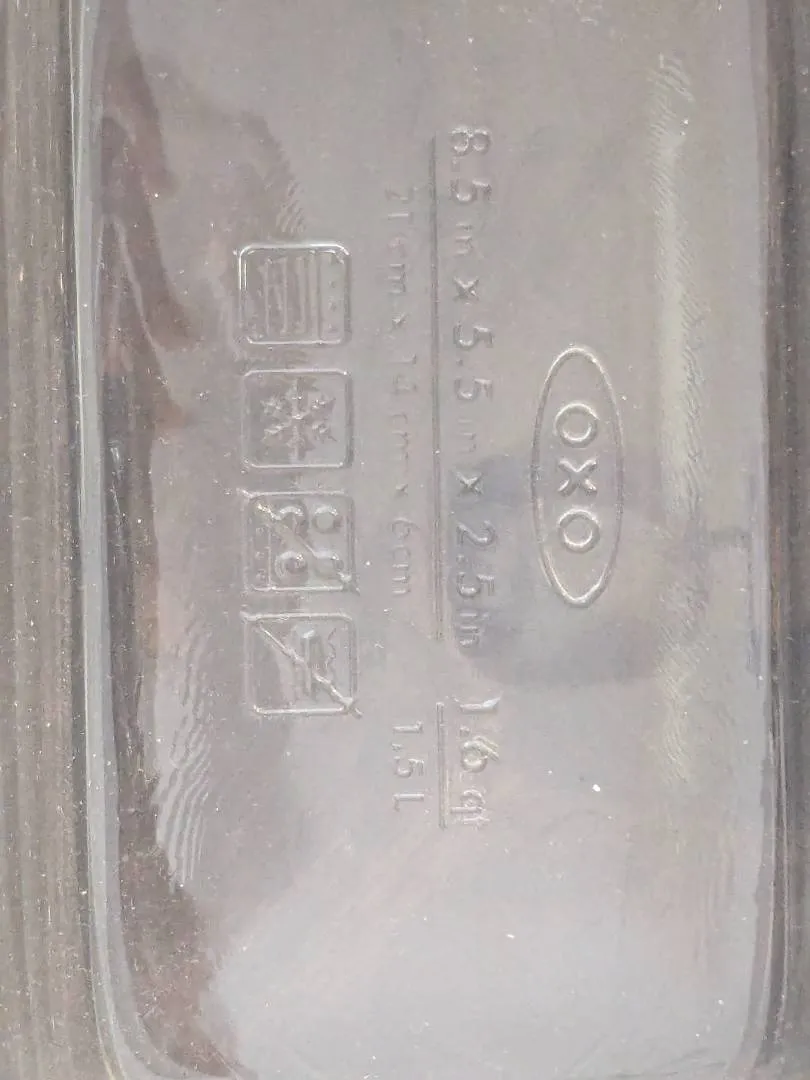 OXO
8.5 in x 5.5 in x 2.5 in 1.6 qt
21 cm x 14 cm x 6 cm 1.5 L